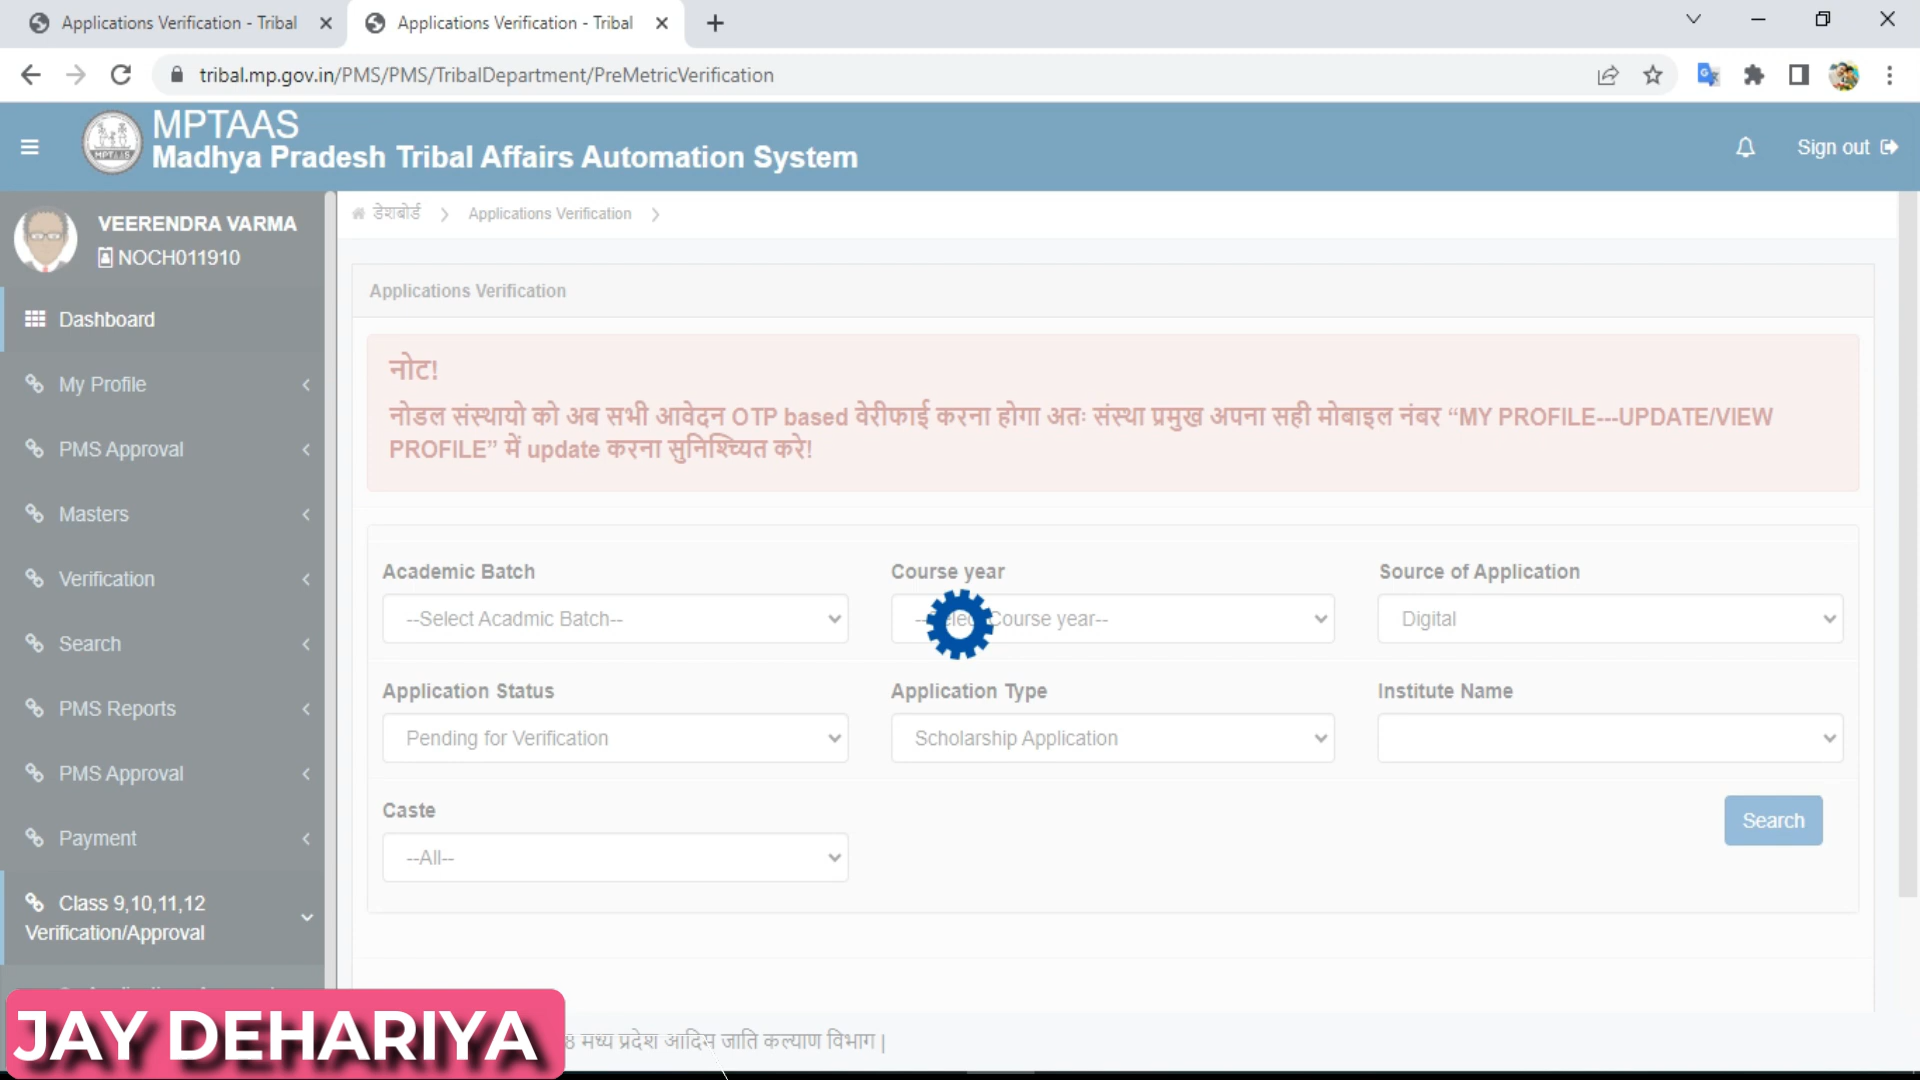 Applications Verification - Tribal
Applications Verification - Tribal
tribal.mp.gov.in/PMS/PMS/TribalDepartment/PreMetricVerification
MPTAAS
Madhya Pradesh Tribal Affairs Automation System
Sign out
MPTAAS
VEERENDRA VARMA
NOCH011910
Dashboard
My Profile
PMS Approval
Masters
Verification
Search
PMS Reports
PMS Approval
Payment
Class 9,10,11,12
Verification/Approval
डेशबोर्ड
Applications Verification
Applications Verification
नोट!
नोडल संस्थायो को अब सभी आवेदन OTP based वेरीफाई करना होगा अतः संस्था प्रमुख अपना सही मोबाइल नंबर “MY PROFILE---UPDATE/VIEW
PROFILE” में update करना सुनिश्च्यित करे!
Academic Batch
Course year
Source of Application
--Select Acadmic Batch--
--Select Course year--
Digital
Application Status
Application Type
Institute Name
Pending for Verification
Scholarship Application
Caste
--All--
Search
JAY DEHARIYA
8 मध्य प्रदेश आदिम जाति कल्याण विभाग |